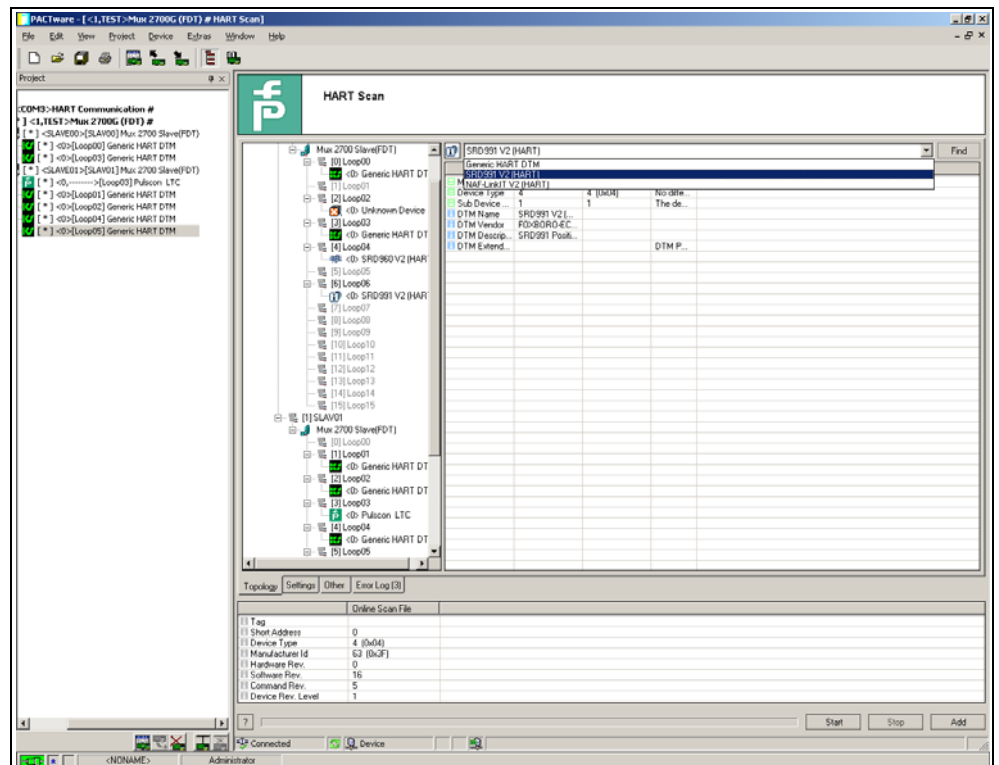 PACTware - [<1,TEST>Mux 2700G (FDT) # HART Scan]
File Edit View Project Device Extras Window Help
Project
HART Scan
:COM3>HART Communication #
* ] <1,TEST>Mux 2700G (FDT) #
[ * ] <SLAVE00>[SLAV00] Mux 2700 Slave(FDT)
[ * ] <0>[Loop00] Generic HART DTM
[ * ] <0>[Loop03] Generic HART DTM
[ * ] <SLAVE01>[SLAV01] Mux 2700 Slave(FDT)
[ * ] <0,-------->[Loop03] Pulscon LTC
[ * ] <0>[Loop01] Generic HART DTM
[ * ] <0>[Loop02] Generic HART DTM
[ * ] <0>[Loop04] Generic HART DTM
[ * ] <0>[Loop05] Generic HART DTM
Mux 2700 Slave(FDT)
[0] Loop00
<0> Generic HART DT
[1] Loop01
[2] Loop02
<0> Unknown Device
[3] Loop03
<0> Generic HART DT
[4] Loop04
<0> SRD960 V2 (HAR
[5] Loop05
[6] Loop06
<0> SRD991 V2 (HAR
[7] Loop07
[8] Loop08
[9] Loop09
[10] Loop10
[11] Loop11
[12] Loop12
[13] Loop13
[14] Loop14
[15] Loop15
[1] SLAV01
Mux 2700 Slave(FDT)
[0] Loop00
[1] Loop01
<0> Generic HART DT
[2] Loop02
<0> Generic HART DT
[3] Loop03
<0> Pulscon LTC
[4] Loop04
<0> Generic HART DT
[5] Loop05
SRD991 V2 (HART) Find
Generic HART DTM
SRD991 V2 (HART)
NAF-LinkIT V2 (HART)
Device Type 4 4 (0x04) No diffe...
Sub Device ... 1 1 The de...
DTM Name SRD991 V2 (...
DTM Vendor FOXBORO-EC...
DTM Descrip... SRD991 Positi...
DTM Extend... DTM P...
Topology Settings Other Error Log (3)
Online Scan File
Tag
Short Address 0
Device Type 4 (0x04)
Manufacturer Id 63 (0x3F)
Hardware Rev. 0
Software Rev. 16
Command Rev. 5
Device Rev. Level 1
? Start Stop Add
Connected Device
<NONAME> Administrator